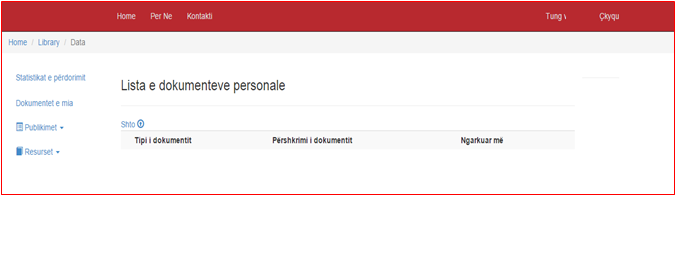 Home Per Ne Kontakti Tung Çkyqu
Home / Library / Data
Statistikat e përdorimit
Lista e dokumenteve personale
Dokumentet e mia
Shto
Publikimet
Tipi i dokumentit Përshkrimi i dokumentit Ngarkuar më
Resurset